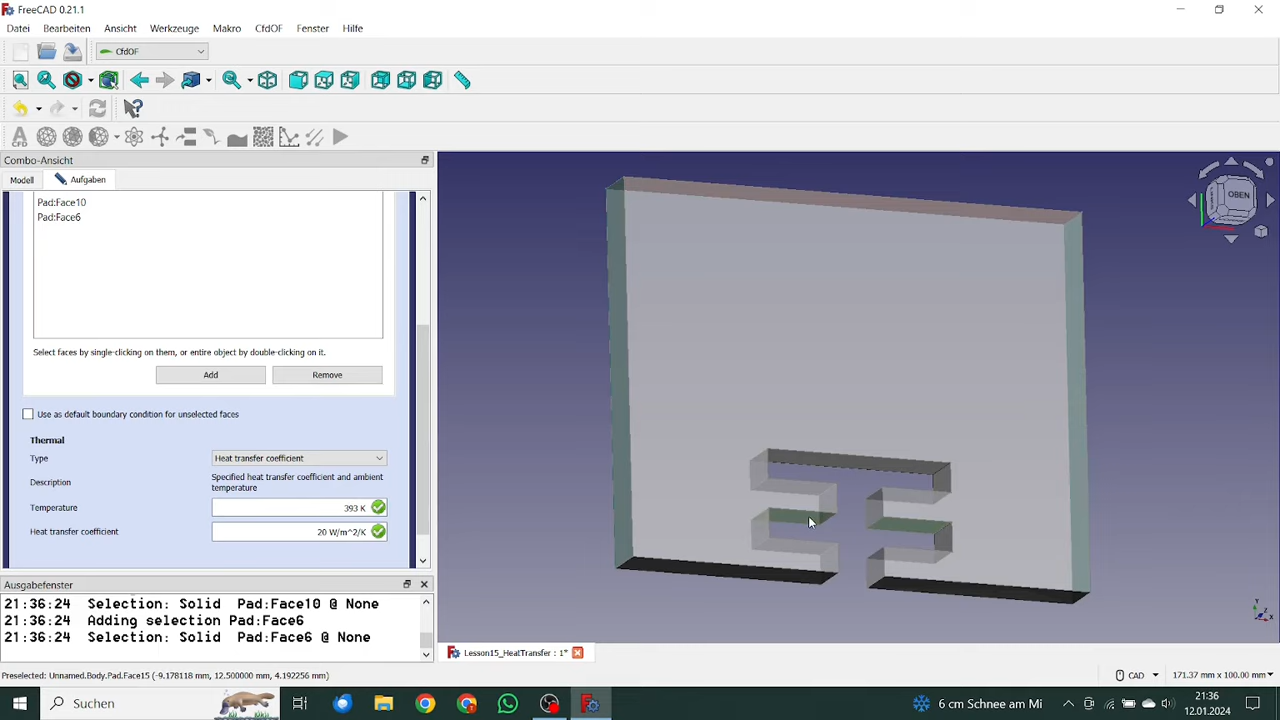 FreeCAD 0.21.1
Datei Bearbeiten Ansicht Werkzeuge Makro CfdOF Fenster Hilfe
CfdOF
Combo-Ansicht
Modell Aufgaben
Pad:Face10
Pad:Face6
Select faces by single-clicking on them, or entire object by double-clicking on it.
Add Remove
Use as default boundary condition for unselected faces
Thermal
Type Heat transfer coefficient
Description Specified heat transfer coefficient and ambient
temperature
Temperature 393 K
Heat transfer coefficient 20 W/m^2/K
Ausgabefenster
21:36:24 Selection: Solid Pad:Face10 @ None
21:36:24 Adding selection Pad:Face6
21:36:24 Selection: Solid Pad:Face6 @ None
OBEN
Lesson15_HeatTransfer : 1*
Preselected: Unnamed.Body.Pad.Face15 (-9.178118 mm, 12.500000 mm, 4.192256 mm)
CAD 171.37 mm x 100.00 mm
Suchen
6 cm Schnee am Mi
21:36
12.01.2024